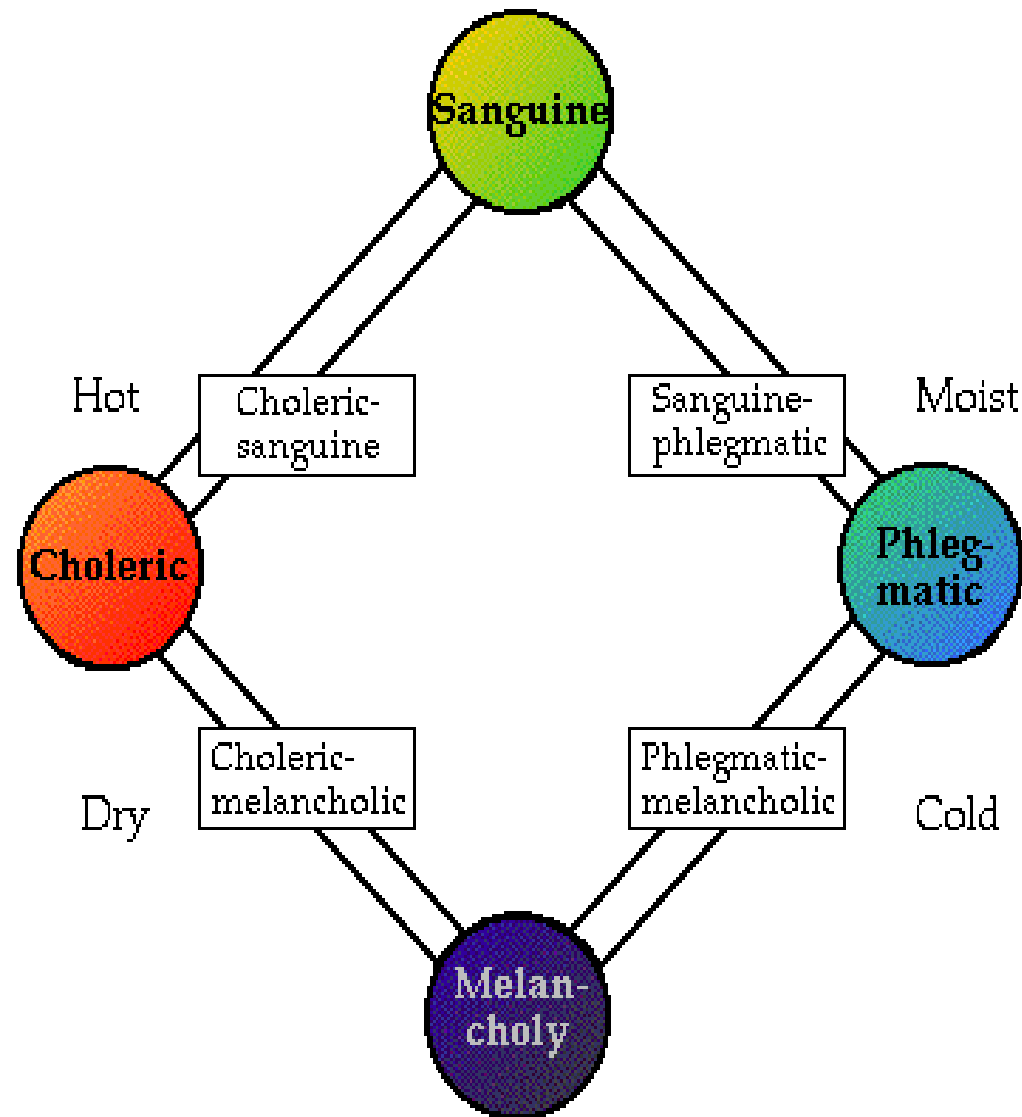 Sanguine
Hot
Choleric-
sanguine
Sanguine-
phlegmatic
Moist
Choleric
Phleg-
matic
Choleric-
melancholic
Phlegmatic-
melancholic
Dry
Cold
Melan-
choly